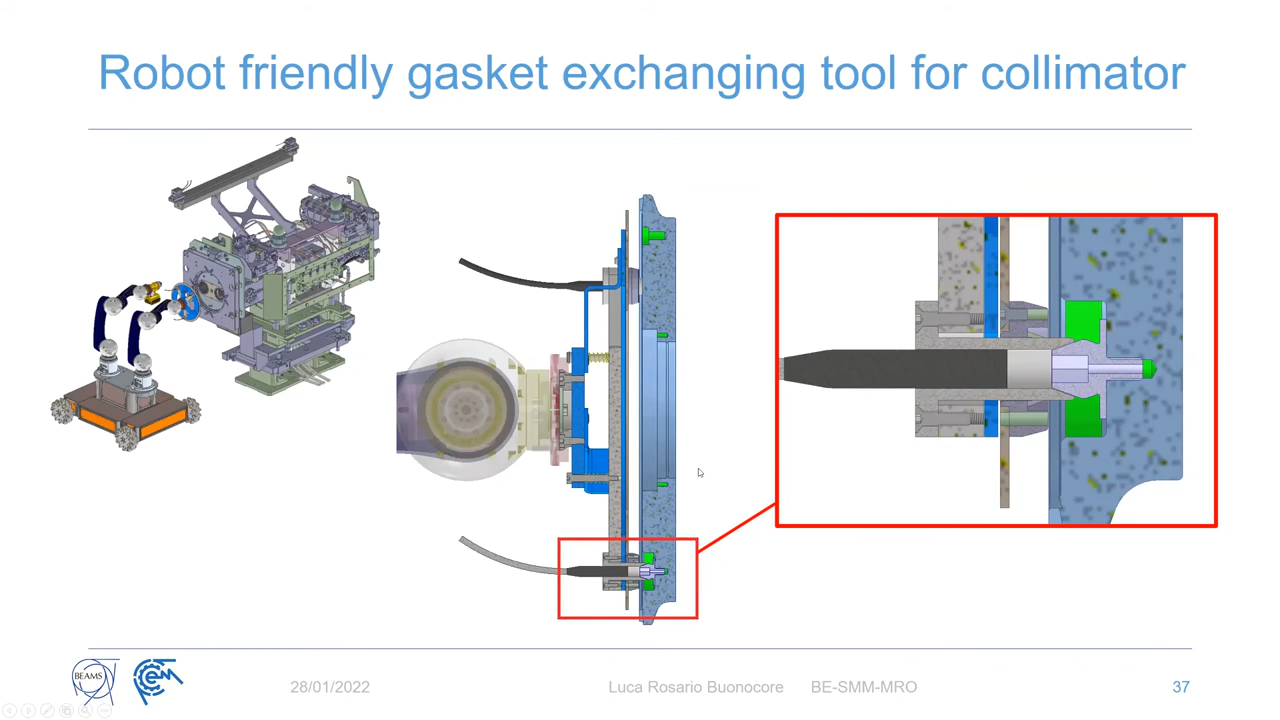 Robot friendly gasket exchanging tool for collimator
BEAMS
28/01/2022
Luca Rosario Buonocore BE-SMM-MRO
37